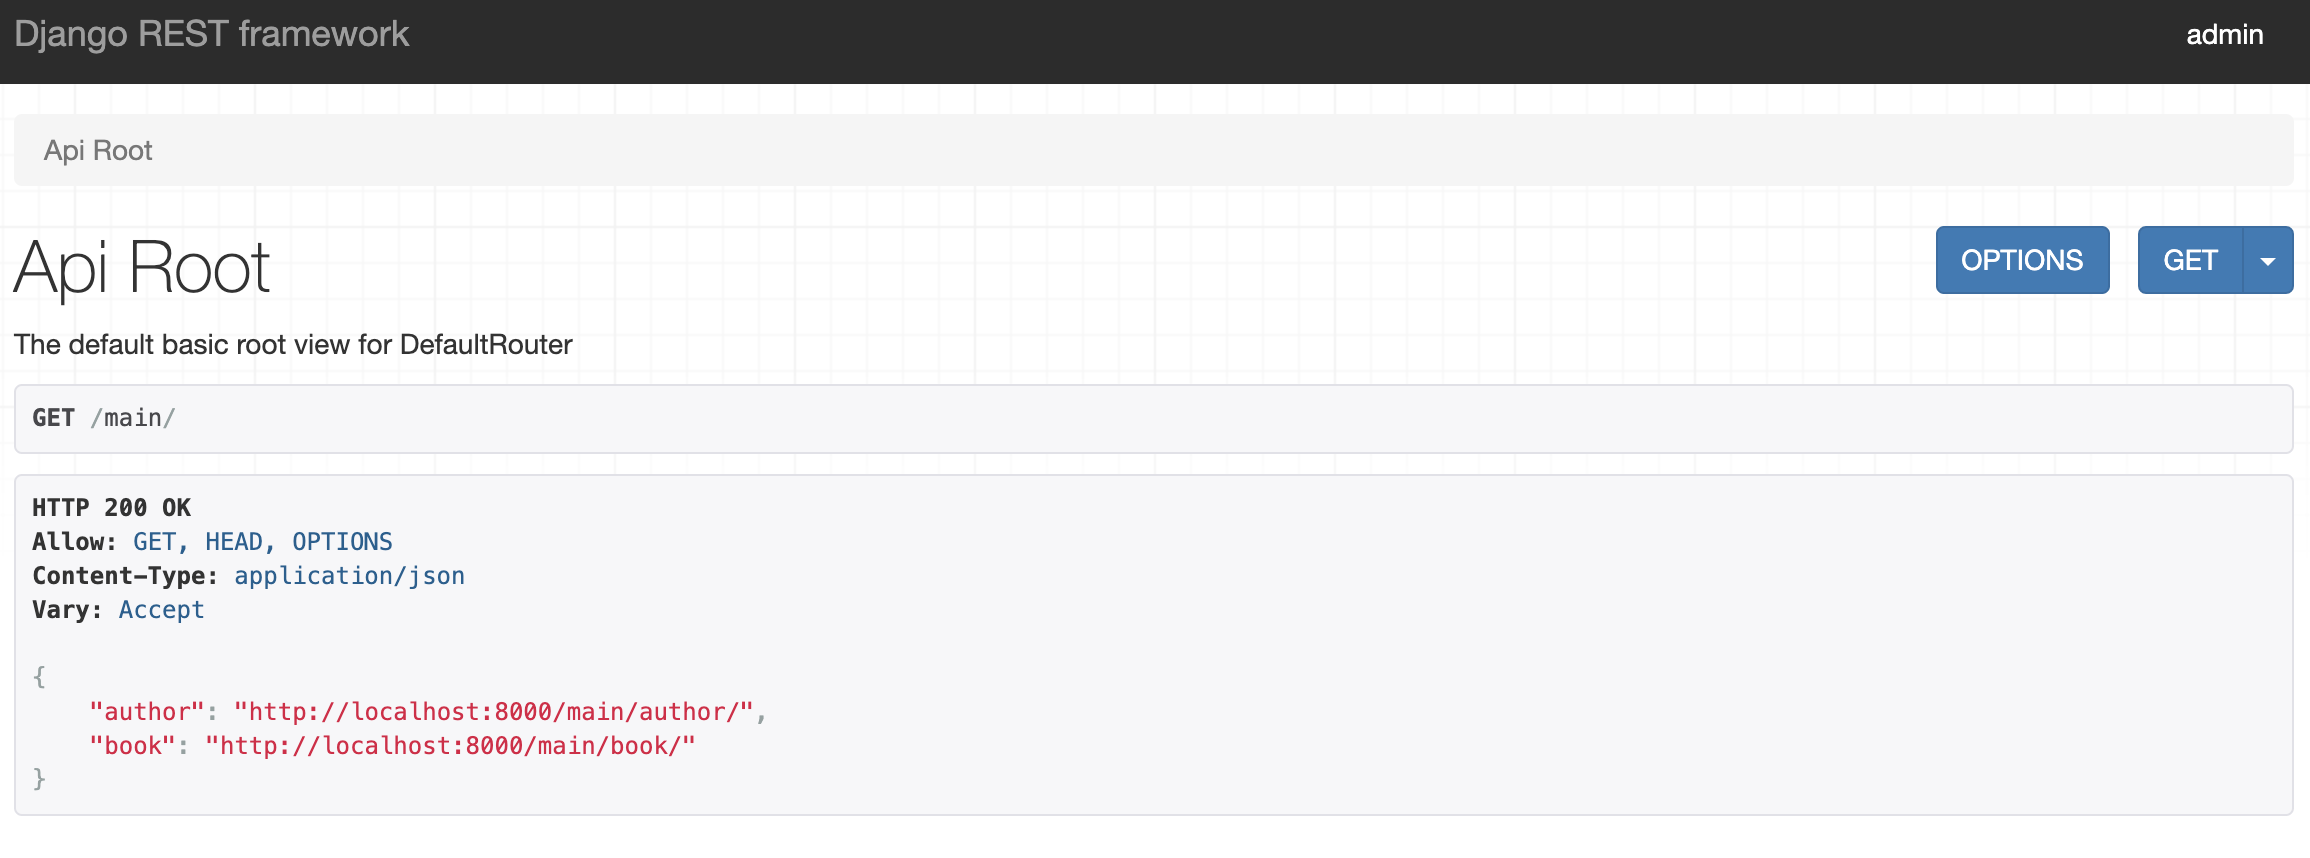 Django REST framework
admin
Api Root
Api Root
OPTIONS
GET
The default basic root view for DefaultRouter
GET /main/
HTTP 200 OK
Allow: GET, HEAD, OPTIONS
Content-Type: application/json
Vary: Accept
{
    "author": "http://localhost:8000/main/author/",
    "book": "http://localhost:8000/main/book/"
}